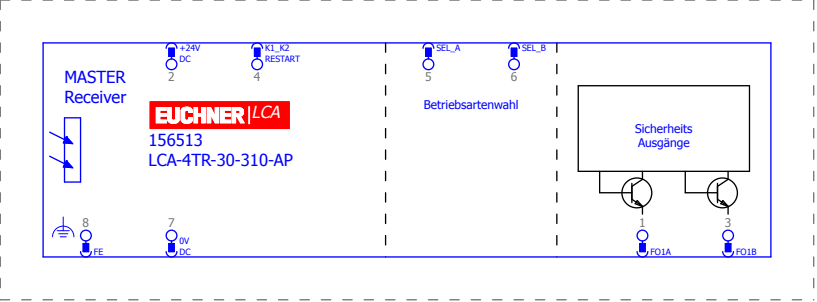 +24V
DC
K1_K2
RESTART
SEL_A
SEL_B
2
4
5
6
MASTER
Receiver
EUCHNER LCA
156513
LCA-4TR-30-310-AP
Betriebsartenwahl
Sicherheits
Ausgänge
8
7
1
3
FE
0V
DC
FO1A
FO1B